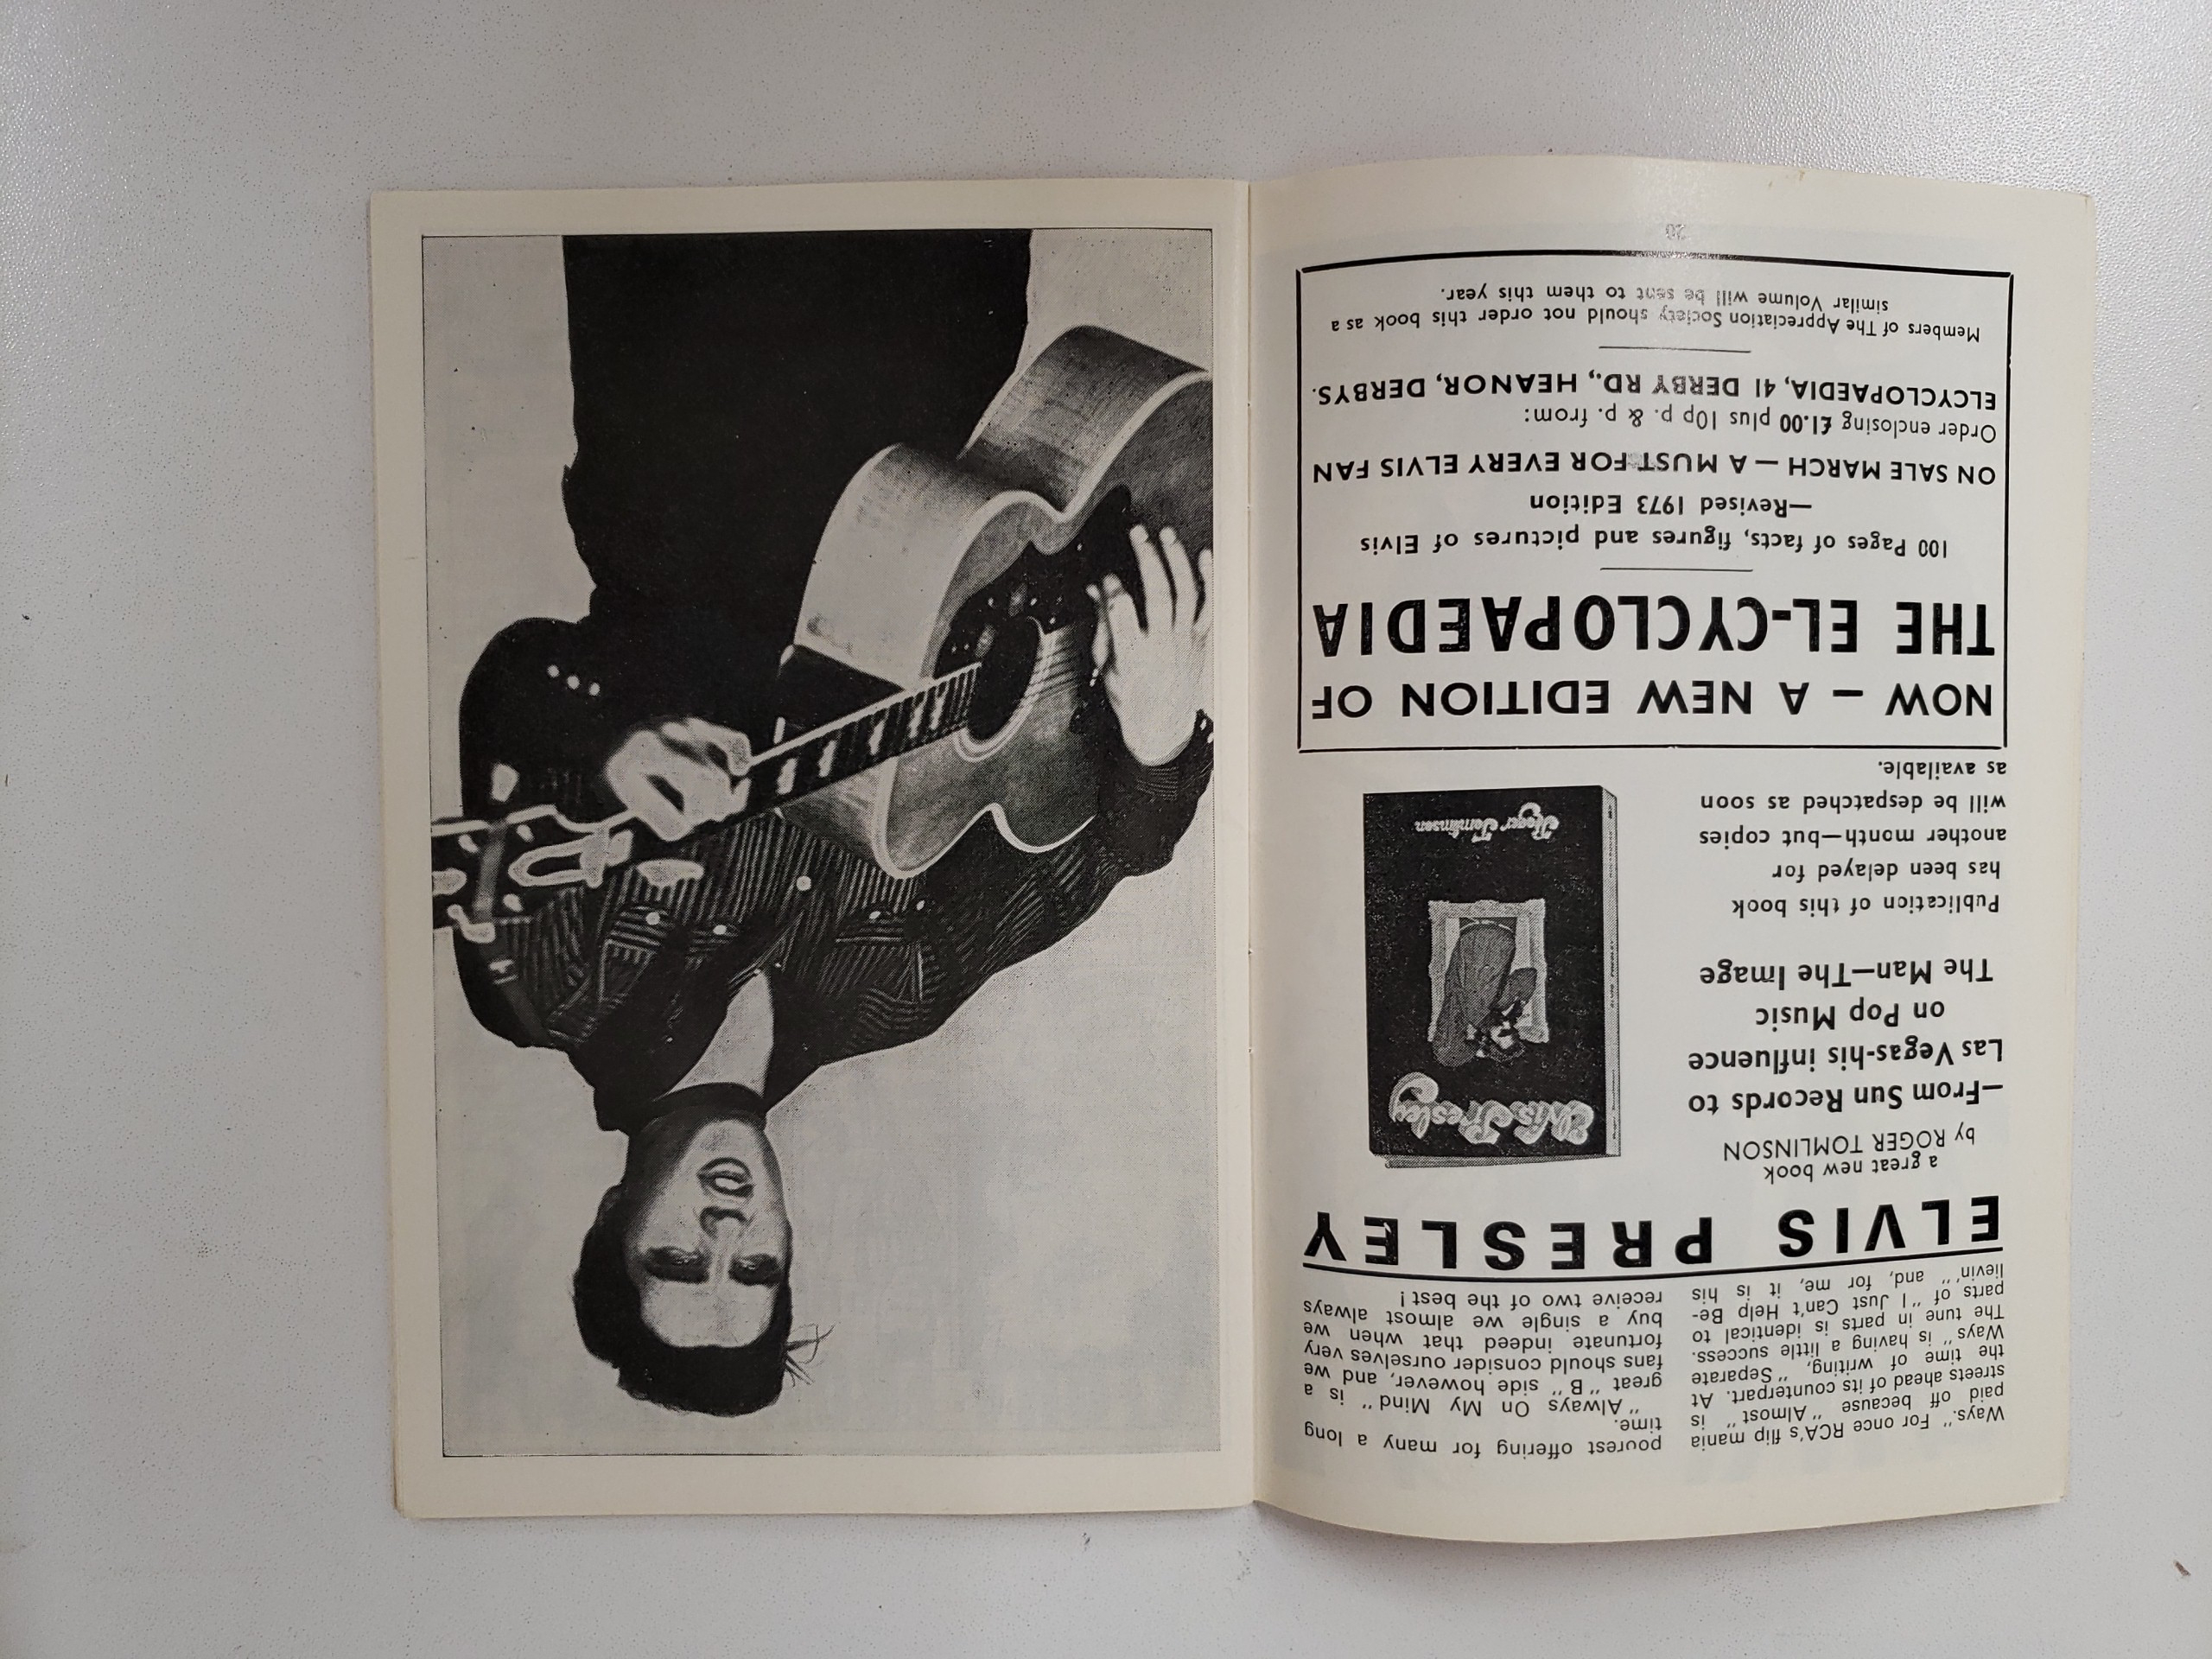 Ways." For once RCA's flip mania
paid off because "Almost" is
streets ahead of its counterpart. At
the time of writing, "Separate
Ways" is having a little success.
The tune in parts is identical to
parts of "I Just Can't Help Be-
lievin'" and, for me, it is his
pourest offering for many a long
time.
"Always On My Mind" is a
great "B" side however, and we
fans should consider ourselves very
fortunate indeed that when we
buy a single we almost always
receive two of the best!
ELVIS PRESLEY
a great new book
by ROGER TOMLINSON
—From Sun Records to
Las Vegas-his influence
on Pop Music
The Man—The Image
Publication of this book
has been delayed for
another month—but copies
will be despatched as soon
as available.
Elvis Presley
Roger Tomlinson
ELVIS PRESLEY
NOW — A NEW EDITION OF
THE EL-CYCLOPAEDIA
100 Pages of facts, figures and pictures of Elvis
—Revised 1973 Edition
ON SALE MARCH — A MUST FOR EVERY ELVIS FAN
Order enclosing £1.00 plus 10p p. & p. from:
ELCYCLOPAEDIA, 41 DERBY RD., HEANOR, DERBYS.
Members of The Appreciation Society should not order this book as a
similar Volume will be sent to them this year.
20